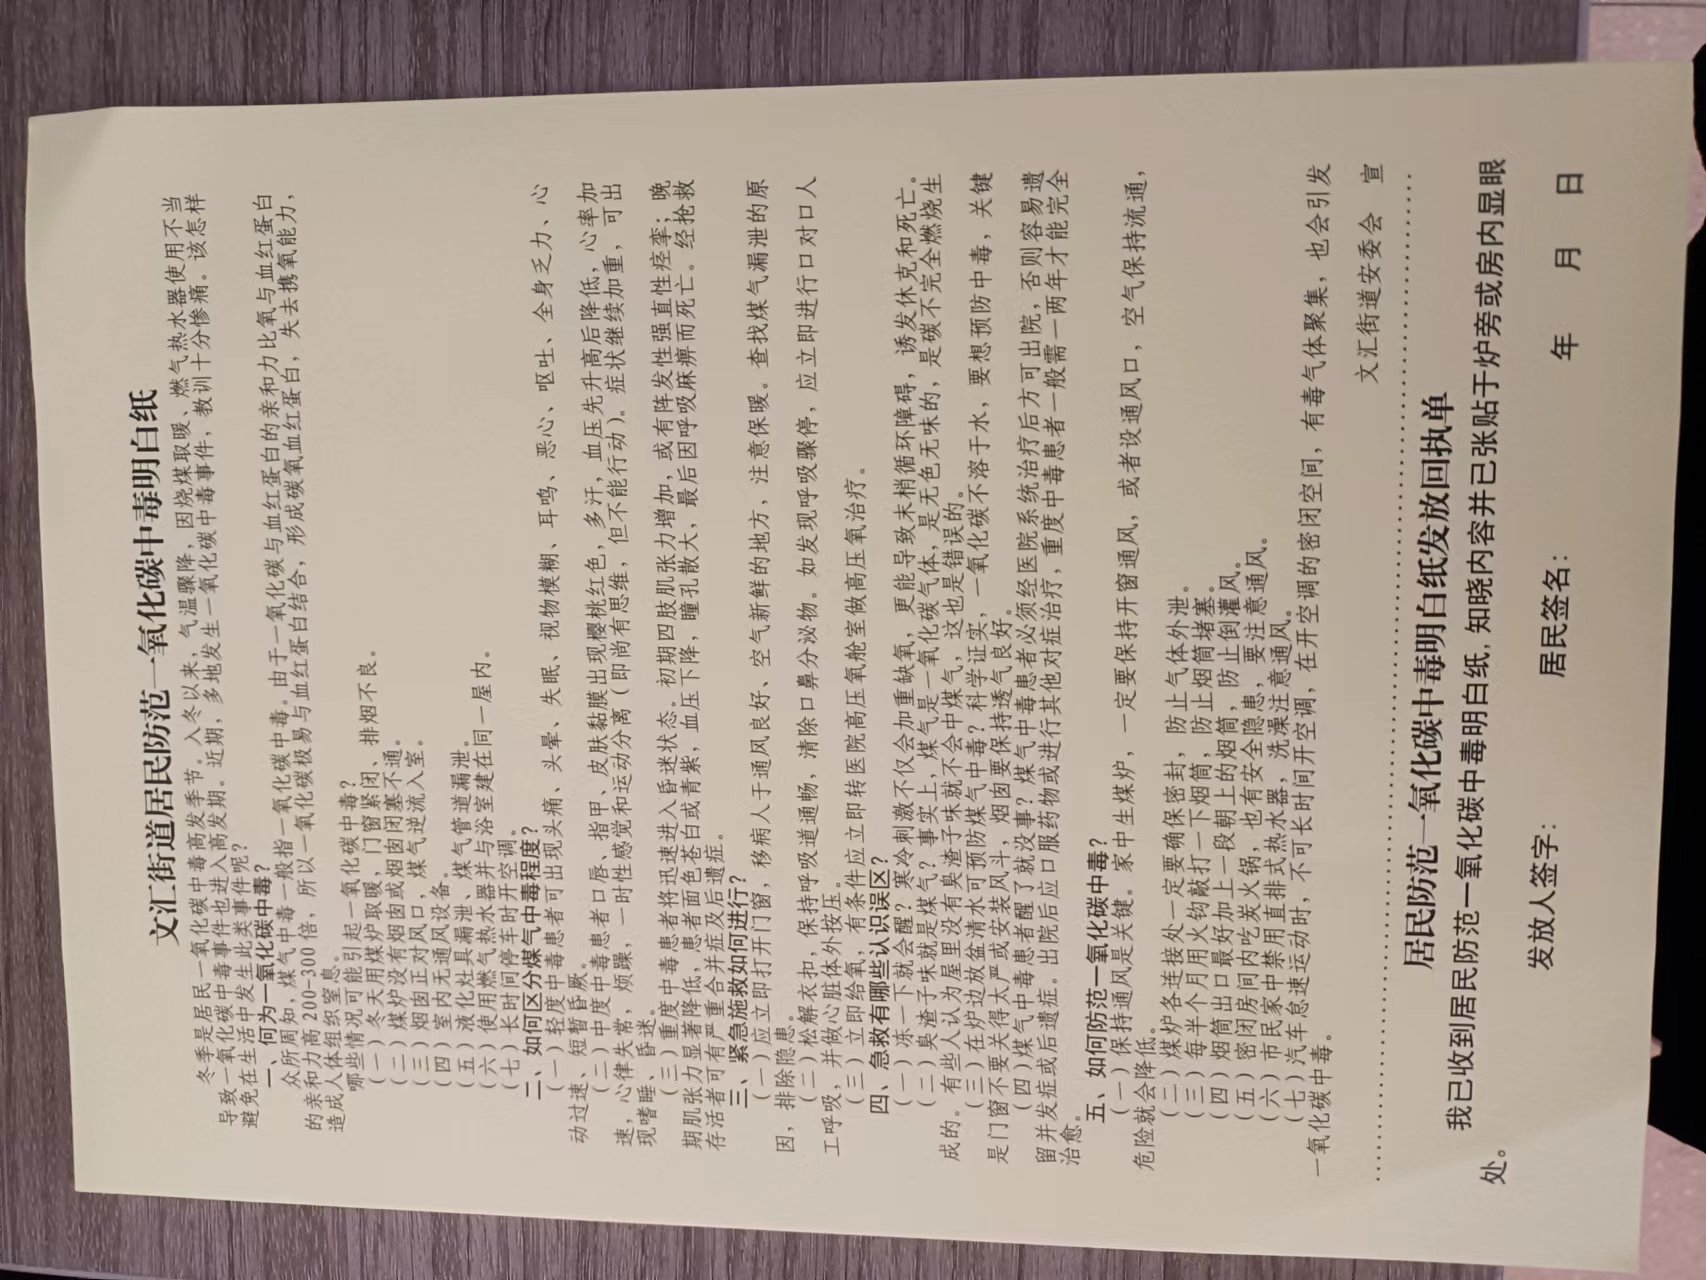 文汇街道居民防范一氧化碳中毒明白纸
冬季是居民一氧化碳中毒高发季节。入冬以来，气温骤降，因烧煤取暖、燃气热水器使用不当
导致一氧化碳中毒事件也进入高发期。近期，多地发生一氧化碳中毒事件，教训十分惨痛。该怎样
避免在生活中发生此类事件呢？
一、何为一氧化碳中毒？
众所周知，煤气中毒一般指一氧化碳中毒。由于一氧化碳与血红蛋白的亲和力比氧与血红蛋白
的亲和力高200-300倍，所以一氧化碳极易与血红蛋白结合，形成碳氧血红蛋白，失去携氧能力，
造成人体组织窒息。
哪些情况可能引起一氧化碳中毒？
（一）冬天用煤炉取暖，门窗紧闭、排烟不良。
（二）煤炉没有烟囱或烟囱闭塞不通。
（三）烟囱正对风口，煤气逆流入室。
（四）室内无通风设备。
（五）液化灶具漏泄、煤气管道漏泄。
（六）使用燃气热水器并与浴室建在同一屋内。
（七）长时间停车时开空调。
二、如何区分煤气中毒程度？
（一）轻度中毒患者可出现头痛、头晕、失眠、视物模糊、耳鸣、恶心、呕吐、全身乏力、心
动过速、短暂昏厥。
（二）中度中毒患者口唇、指甲、皮肤黏膜出现樱桃红色，多汗，血压先升高后降低，心率加
速，心律失常，烦躁，一时性感觉和运动分离（即尚有思维，但不能行动）。症状继续加重，可出
现嗜睡、昏迷。
（三）重度中毒患者将迅速进入昏迷状态。初期四肢肌张力增加，或有阵发性强直性痉挛；晚
期肌张力显著降低，患者面色苍白或青紫，血压下降，瞳孔散大，最后因呼吸麻痹而死亡。经抢救
存活者可有严重合并症及后遗症。
三、紧急施救如何进行？
（一）应立即打开门窗，移病人于通风良好、空气新鲜的地方，注意保暖。查找煤气漏泄的原
因，排除隐患。
（二）松解衣扣，保持呼吸道通畅，清除口鼻分泌物。如发现呼吸骤停，应立即进行口对口人
工呼吸，并做心脏体外按压。
（三）立即给氧，有条件应立即转医院高压氧舱室做高压氧治疗。
四、急救有哪些认识误区？
（一）冻一下就会醒？寒冷刺激不仅会加重缺氧，更能导致末梢循环障碍，诱发休克和死亡。
（二）臭渣子味就是煤气？事实上，煤气是一氧化碳气体，是无色无味的，是碳不完全燃烧生
成的。有些人认为屋里没有臭渣子味就不会中煤气，这也是错误的。
（三）在炉边放盆清水可预防煤气中毒？科学证实，一氧化碳不溶于水，要想预防中毒，关键
是门窗不要关得太严或安装风斗，烟囱要保持透气良好。
（四）煤气中毒患者醒了就没事？煤气中毒患者必须经医院系统治疗后方可出院，否则容易遗
留并发症或后遗症。出院后应口服药物或进行其他对症治疗，重度中毒患者一般需一两年才能完全
治愈。
五、如何防范一氧化碳中毒？
（一）保持通风是关键。家中生煤炉，一定要保持开窗通风，或者设通风口，空气保持流通，
危险就会降低。
（二）煤炉各连接处一定要确保密封，防止气体外泄。
（三）每半个月用火钩敲打一下烟筒，防止烟筒堵塞。
（四）烟筒出口最好加上一段朝上的烟筒，防止倒灌风。
（五）密闭房间内吃炭火锅，也有安全隐患，要注意通风。
（六）市民家中禁用直排式热水器，洗澡注意通风。
（七）汽车怠速运动时，不可长时间开空调，在开空调的密闭空间，有毒气体聚集，也会引发
一氧化碳中毒。
文汇街道安委会 宣
居民防范一氧化碳中毒明白纸发放回执单
我已收到居民防范一氧化碳中毒明白纸，知晓内容并已张贴于炉旁或房内显眼
处。
发放人签字： 居民签名：
年 月 日